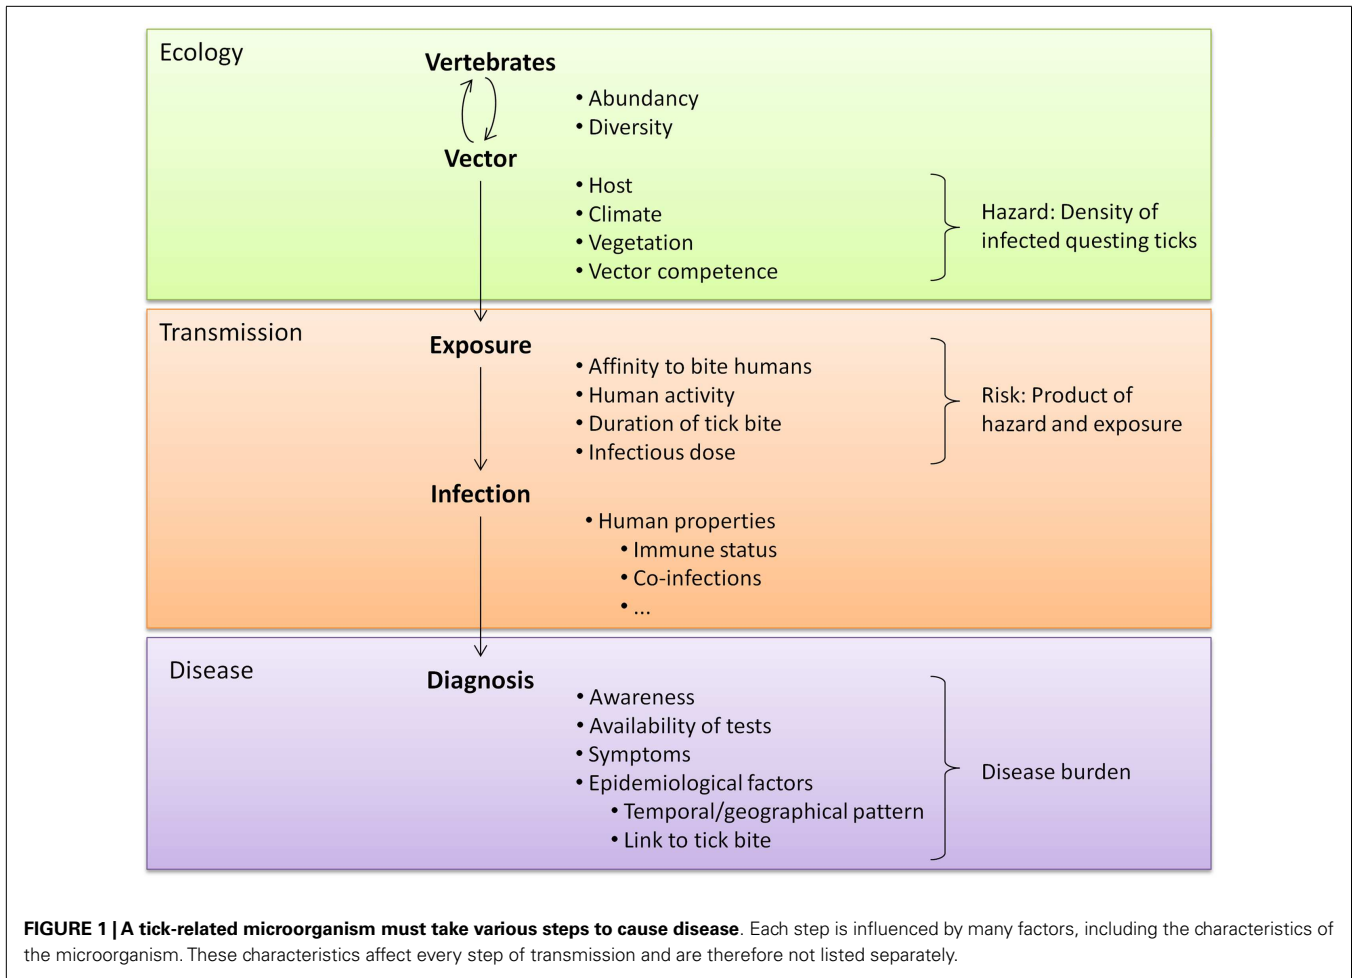 Ecology
Vertebrates
• Abundancy
• Diversity
Vector
• Host
• Climate
• Vegetation
• Vector competence
Hazard: Density of
infected questing ticks
Transmission
Exposure
• Affinity to bite humans
• Human activity
• Duration of tick bite
• Infectious dose
Risk: Product of
hazard and exposure
Infection
• Human properties
• Immune status
• Co-infections
• ...
Disease
Diagnosis
• Awareness
• Availability of tests
• Symptoms
• Epidemiological factors
• Temporal/geographical pattern
• Link to tick bite
Disease burden
FIGURE 1 | A tick-related microorganism must take various steps to cause disease. Each step is influenced by many factors, including the characteristics of
the microorganism. These characteristics affect every step of transmission and are therefore not listed separately.